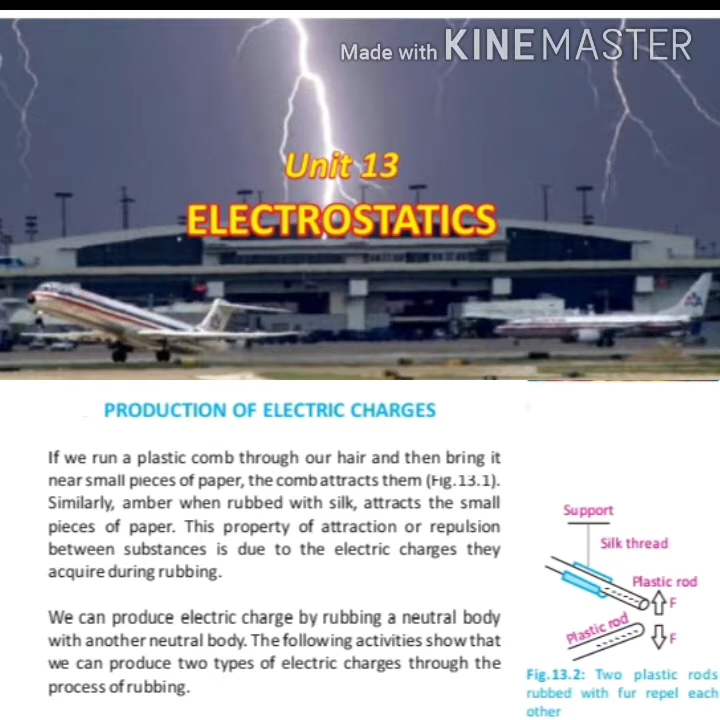 Made with KINEMASTER
Unit 13
ELECTROSTATICS
PRODUCTION OF ELECTRIC CHARGES
If we run a plastic comb through our hair and then bring it
near small pieces of paper, the comb attracts them (Fig.13.1).
Similarly, amber when rubbed with silk, attracts the small
pieces of paper. This property of attraction or repulsion
between substances is due to the electric charges they
acquire during rubbing.
We can produce electric charge by rubbing a neutral body
with another neutral body. The following activities show that
we can produce two types of electric charges through the
process of rubbing.
Support
Silk thread
Plastic rod
F
Plastic rod
F
Fig.13.2: Two plastic rods
rubbed with fur repel each
other